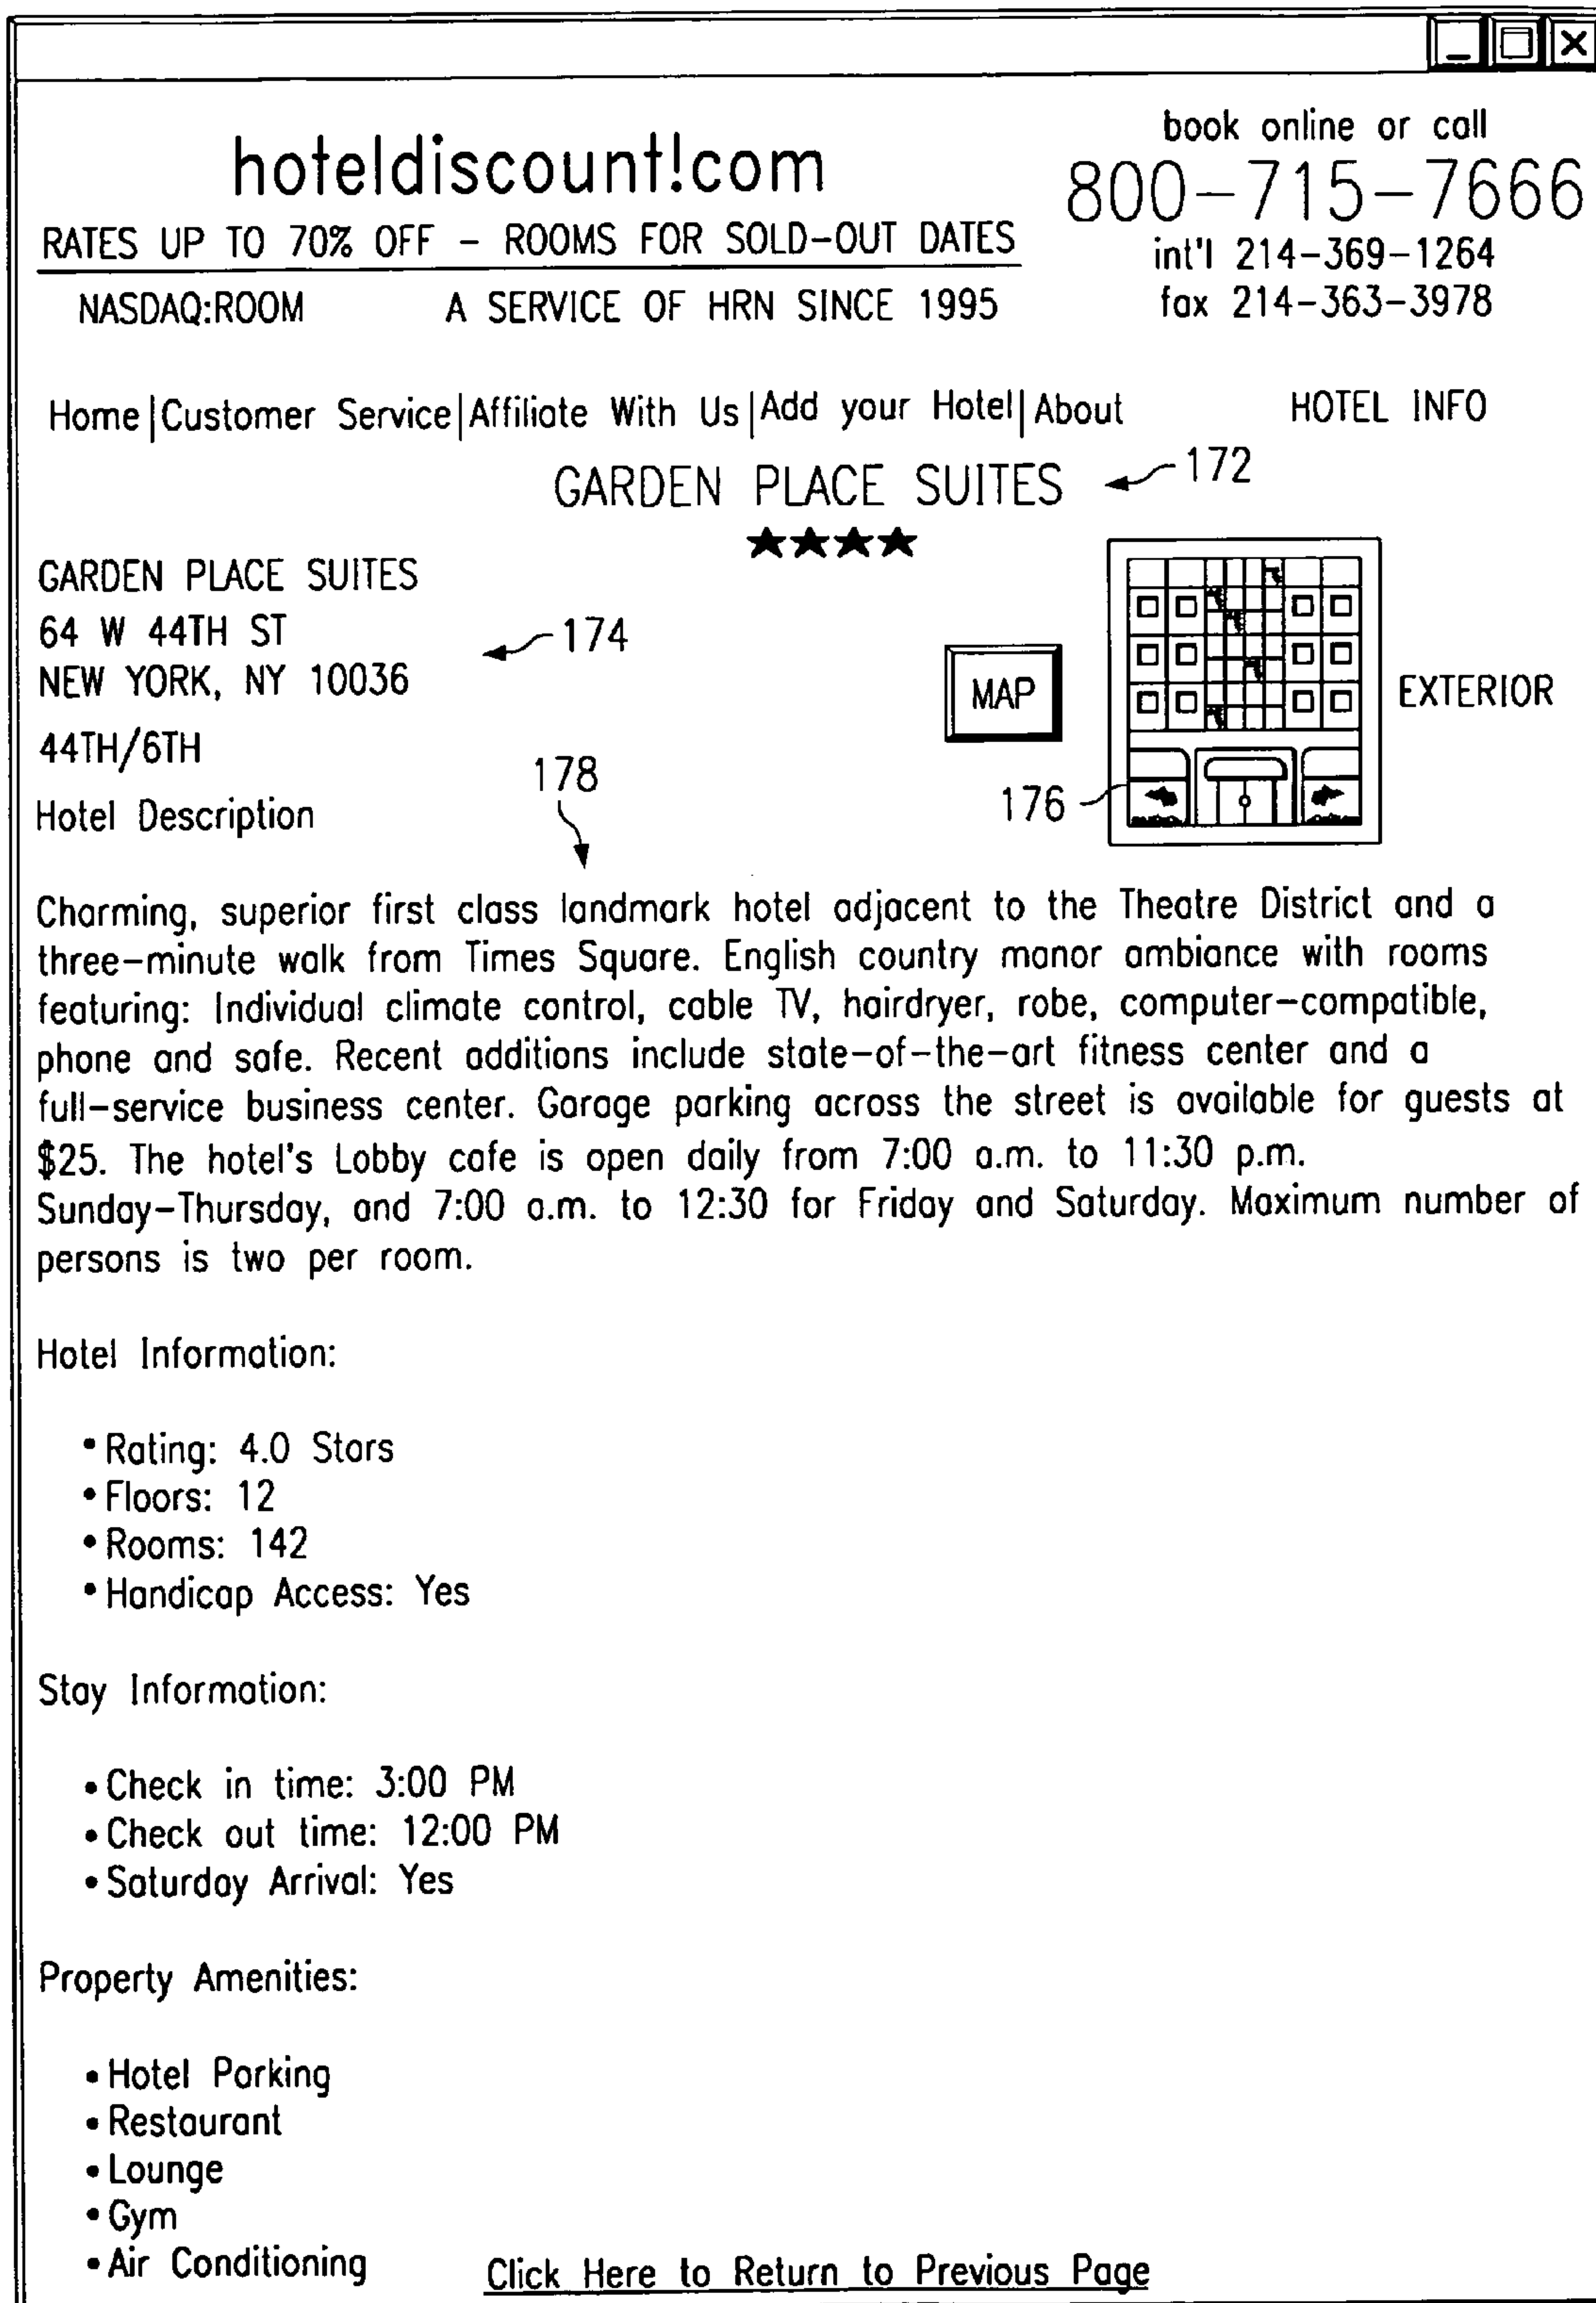 hoteldiscount!com
RATES UP TO 70% OFF - ROOMS FOR SOLD-OUT DATES
NASDAQ:ROOM A SERVICE OF HRN SINCE 1995
book online or call
800-715-7666
int'l 214-369-1264
fax 214-363-3978
Home|Customer Service|Affiliate With Us|Add your Hotel|About HOTEL INFO
GARDEN PLACE SUITES 172
★★★★
GARDEN PLACE SUITES
64 W 44TH ST
NEW YORK, NY 10036
174
44TH/6TH
MAP
EXTERIOR
176
Hotel Description
178
Charming, superior first class landmark hotel adjacent to the Theatre District and a
three-minute walk from Times Square. English country manor ambiance with rooms
featuring: Individual climate control, cable TV, hairdryer, robe, computer-compatible,
phone and safe. Recent additions include state-of-the-art fitness center and a
full-service business center. Garage parking across the street is available for guests at
$25. The hotel's Lobby cafe is open daily from 7:00 a.m. to 11:30 p.m.
Sunday-Thursday, and 7:00 a.m. to 12:30 for Friday and Saturday. Maximum number of
persons is two per room.
Hotel Information:
• Rating: 4.0 Stars
• Floors: 12
• Rooms: 142
• Handicap Access: Yes
Stay Information:
• Check in time: 3:00 PM
• Check out time: 12:00 PM
• Saturday Arrival: Yes
Property Amenities:
• Hotel Parking
• Restaurant
• Lounge
• Gym
• Air Conditioning
Click Here to Return to Previous Page